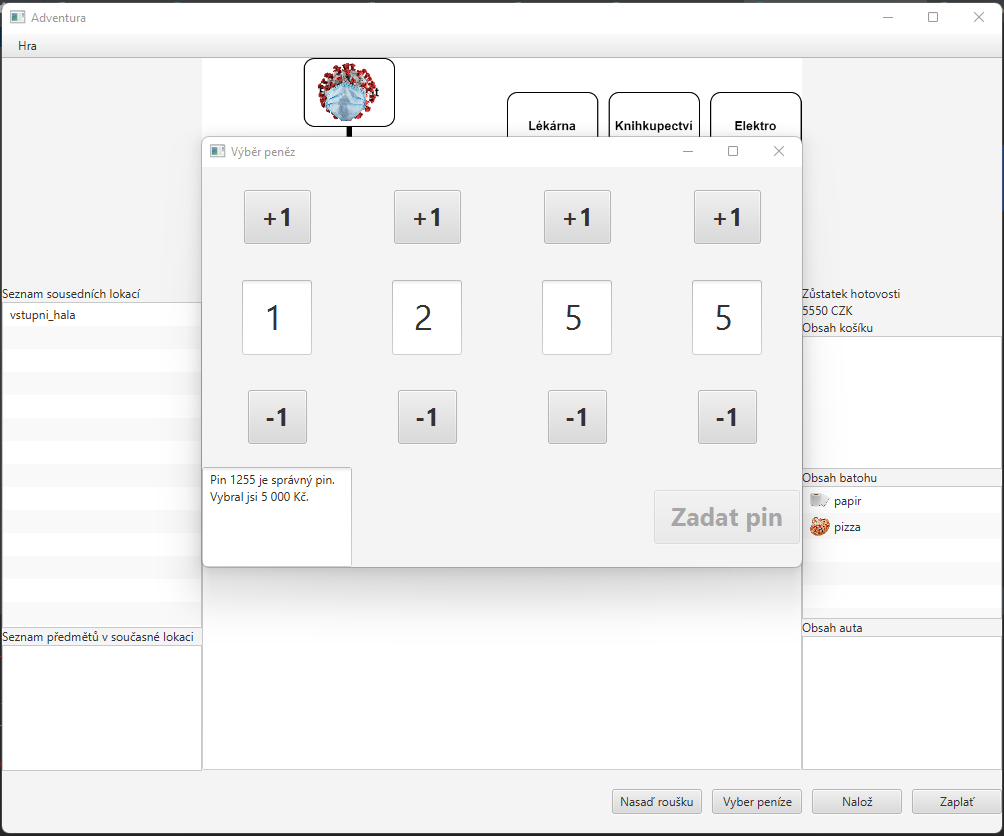 Adventura
Hra
Lékárna
Knihkupectví
Elektro
Výběr peněz
+1
+1
+1
+1
1
2
5
5
-1
-1
-1
-1
Pin 1255 je správný pin.
Vybral jsi 5 000 Kč.
Zadat pin
Seznam sousedních lokací
vstupni_hala
Seznam předmětů v současné lokaci
Zůstatek hotovosti
5550 CZK
Obsah košíku
Obsah batohu
papir
pizza
Obsah auta
Nasaď roušku
Vyber peníze
Nalož
Zaplať